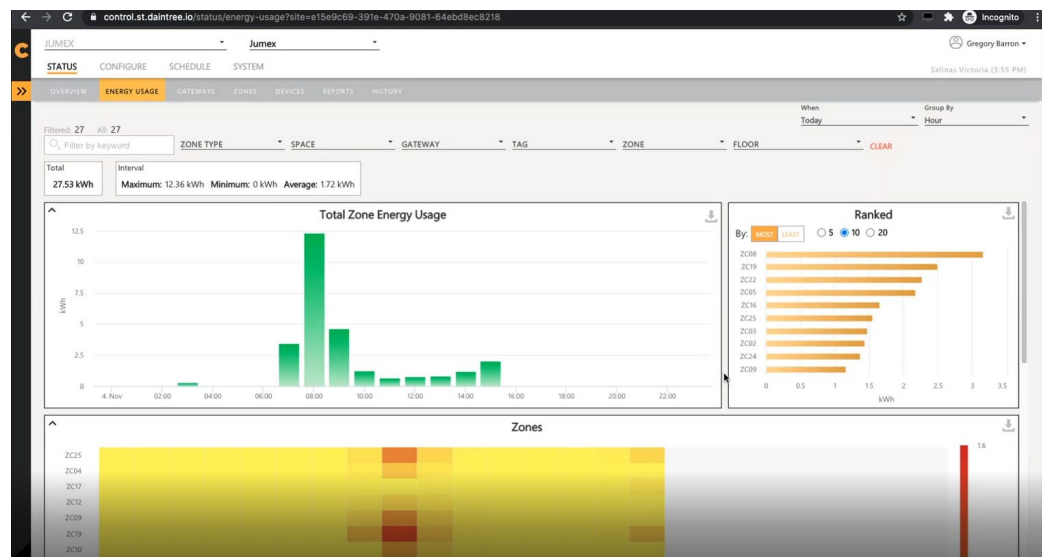 control.st.daintree.io/status/energy-usage?site=e15e9c69-391e-470a-9081-64ebd8ec8218
Incognito
C
JUMEX
Jumex
Gregory Barron
STATUS CONFIGURE SCHEDULE SYSTEM
Salinas Victoria (3:55 PM)
OVERVIEW ENERGY USAGE GATEWAYS ZONES DEVICES REPORTS HISTORY
When Group By
Today Hour
Filtered: 27 All: 27
Filter by keyword ZONE TYPE SPACE GATEWAY TAG ZONE FLOOR CLEAR
Total Interval
27.53 kWh Maximum: 12.36 kWh Minimum: 0 kWh Average: 1.72 kWh
Total Zone Energy Usage
12.5
10
7.5
5
2.5
0
kWh
4. Nov 02:00 04:00 06:00 08:00 10:00 12:00 14:00 16:00 18:00 20:00 22:00
Ranked
By: MOST LEAST 5 10 20
ZC08
ZC19
ZC22
ZC05
ZC16
ZC25
ZC03
ZC02
ZC24
ZC09
0 0.5 1 1.5 2 2.5 3 3.5
kWh
Zones
1.6
ZC25
ZC04
ZC17
ZC12
ZC09
ZC19
ZC10